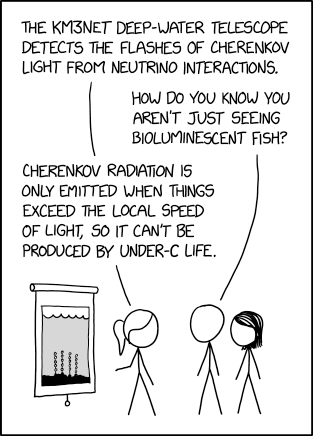 THE KM3NET DEEP-WATER TELESCOPE
DETECTS THE FLASHES OF CHERENKOV
LIGHT FROM NEUTRINO INTERACTIONS.
HOW DO YOU KNOW YOU
AREN'T JUST SEEING
BIOLUMINESCENT FISH?
CHERENKOV RADIATION IS
ONLY EMITTED WHEN THINGS
EXCEED THE LOCAL SPEED
OF LIGHT, SO IT CAN'T BE
PRODUCED BY UNDER-C LIFE.